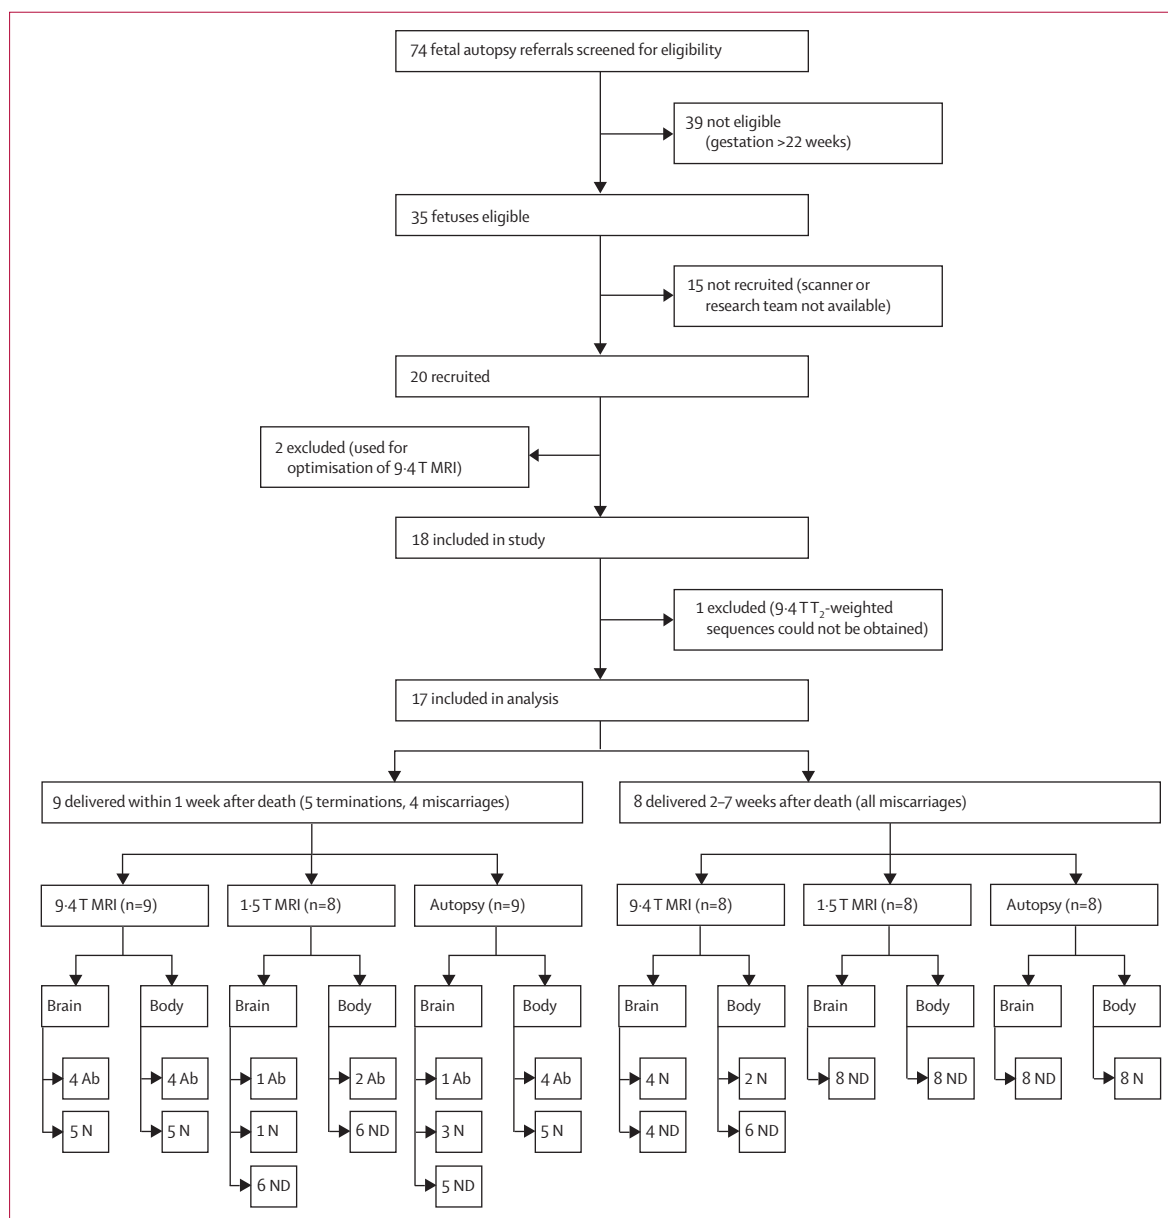 74 fetal autopsy referrals screened for eligibility
39 not eligible
(gestation >22 weeks)
35 fetuses eligible
15 not recruited (scanner or
research team not available)
20 recruited
2 excluded (used for
optimisation of 9·4 T MRI)
18 included in study
1 excluded (9·4 T T₂-weighted
sequences could not be obtained)
17 included in analysis
9 delivered within 1 week after death (5 terminations, 4 miscarriages)
8 delivered 2–7 weeks after death (all miscarriages)
9·4 T MRI (n=9)
1·5 T MRI (n=8)
Autopsy (n=9)
9·4 T MRI (n=8)
1·5 T MRI (n=8)
Autopsy (n=8)
Brain
Body
Brain
Body
Brain
Body
Brain
Body
Brain
Body
Brain
Body
4 Ab
4 Ab
1 Ab
2 Ab
1 Ab
4 Ab
4 N
2 N
8 ND
8 ND
8 ND
8 N
5 N
5 N
1 N
6 ND
3 N
5 N
4 ND
6 ND
6 ND
5 ND